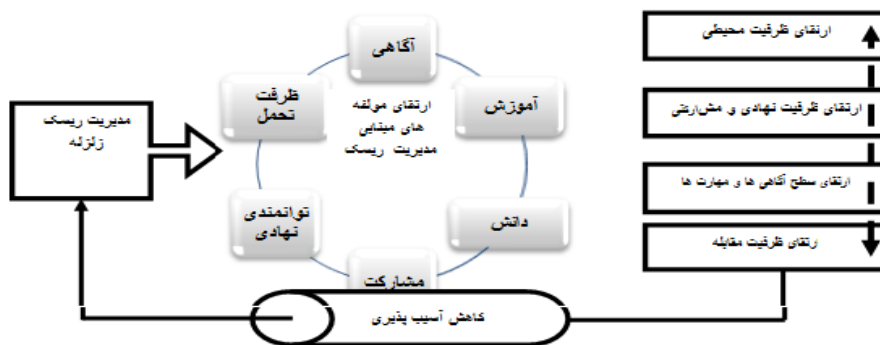 ارتقای ظرفیت محیطی
ارتقای ظرفیت نهادی و مشارکتی
ارتقای سطح آگاهی ها و مهارت ها
ارتقای ظرفیت مقابله
آگاهی
آموزش
دانش
مشارکت
توانمندی
نهادی
ظرفت
تحمل
ارتقای مولفه
های مبنایی
مدیریت ریسک
مدیریت ریسک
زلزله
کاهش آسیب پذیری